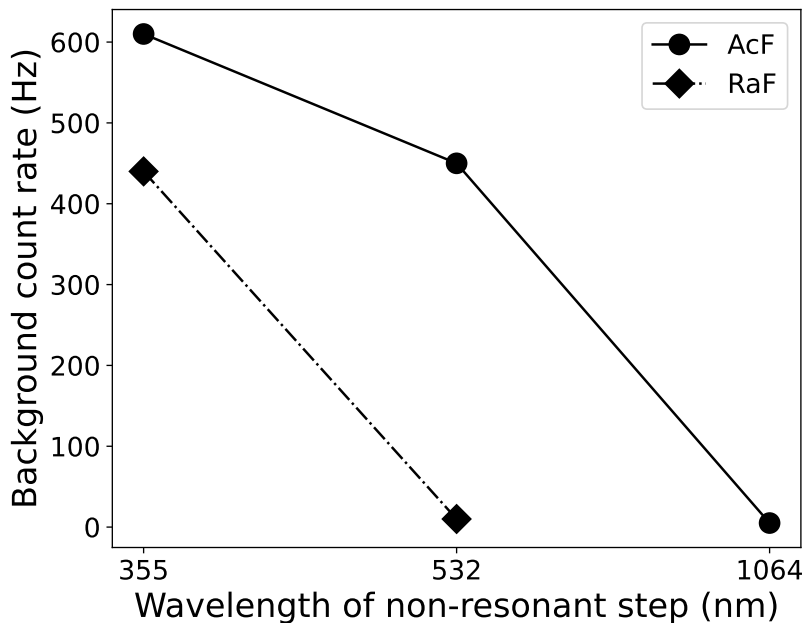 Background count rate (Hz)
600
500
400
300
200
100
0
AcF
RaF
355
532
1064
Wavelength of non-resonant step (nm)